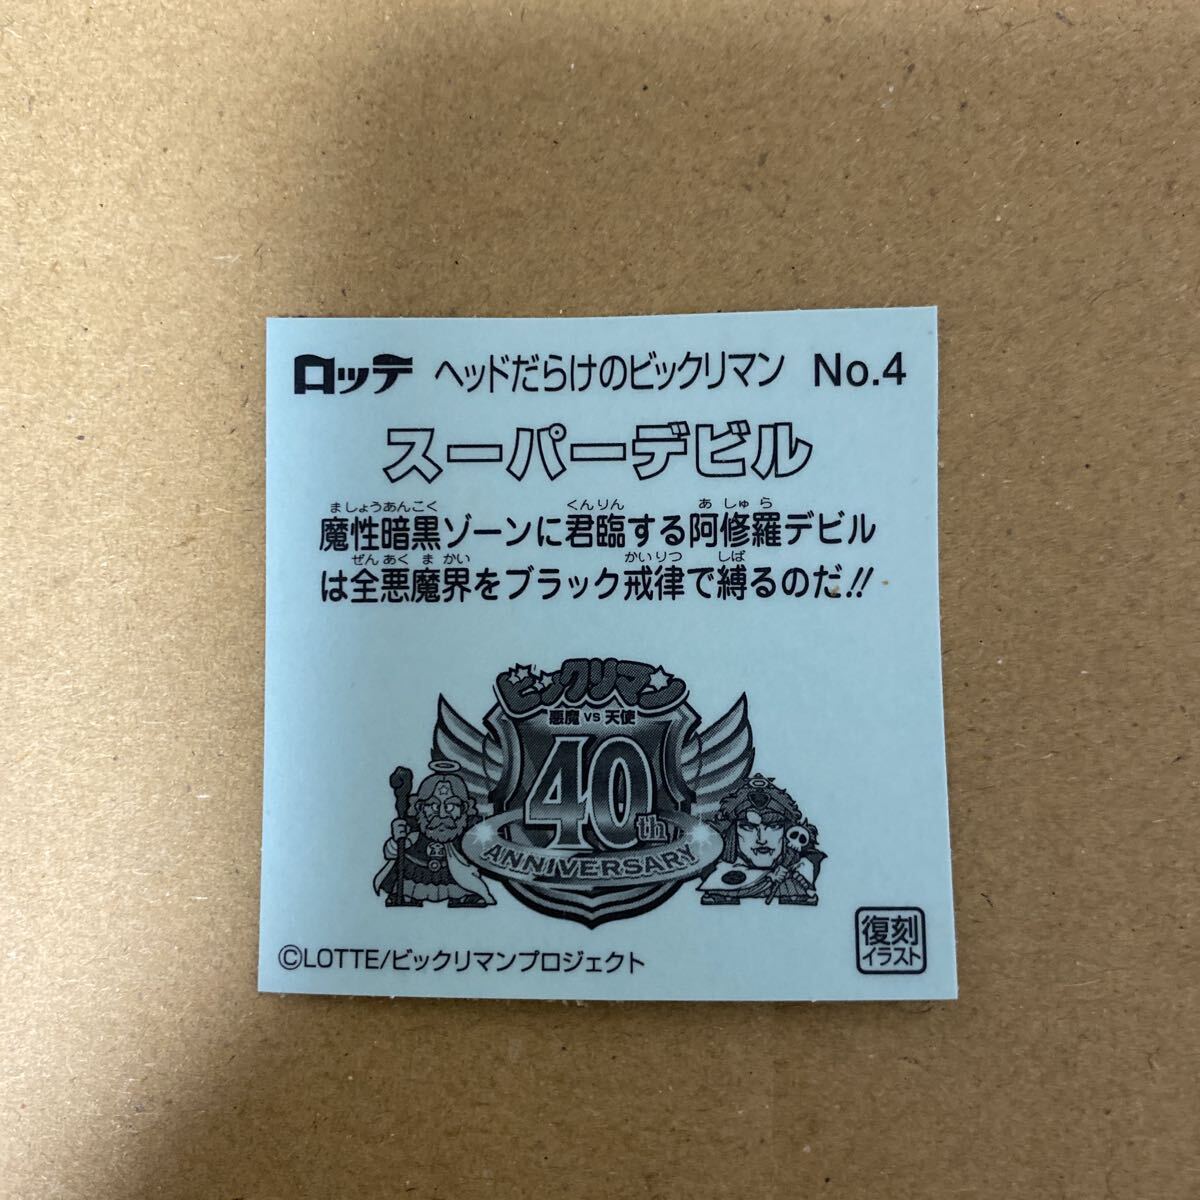 ロッテ ヘッドだらけのビックリマン No.4
スーパーデビル
ましょうあんこく くんりん あしゅら
魔性暗黒ゾーンに君臨する阿修羅デビル
ぜんあくまかい かいりつ しば
は全悪魔界をブラック戒律で縛るのだ!!
ビックリマン
悪魔 VS 天使
40th
ANNIVERSARY
©LOTTE/ビックリマンプロジェクト
復刻
イラスト